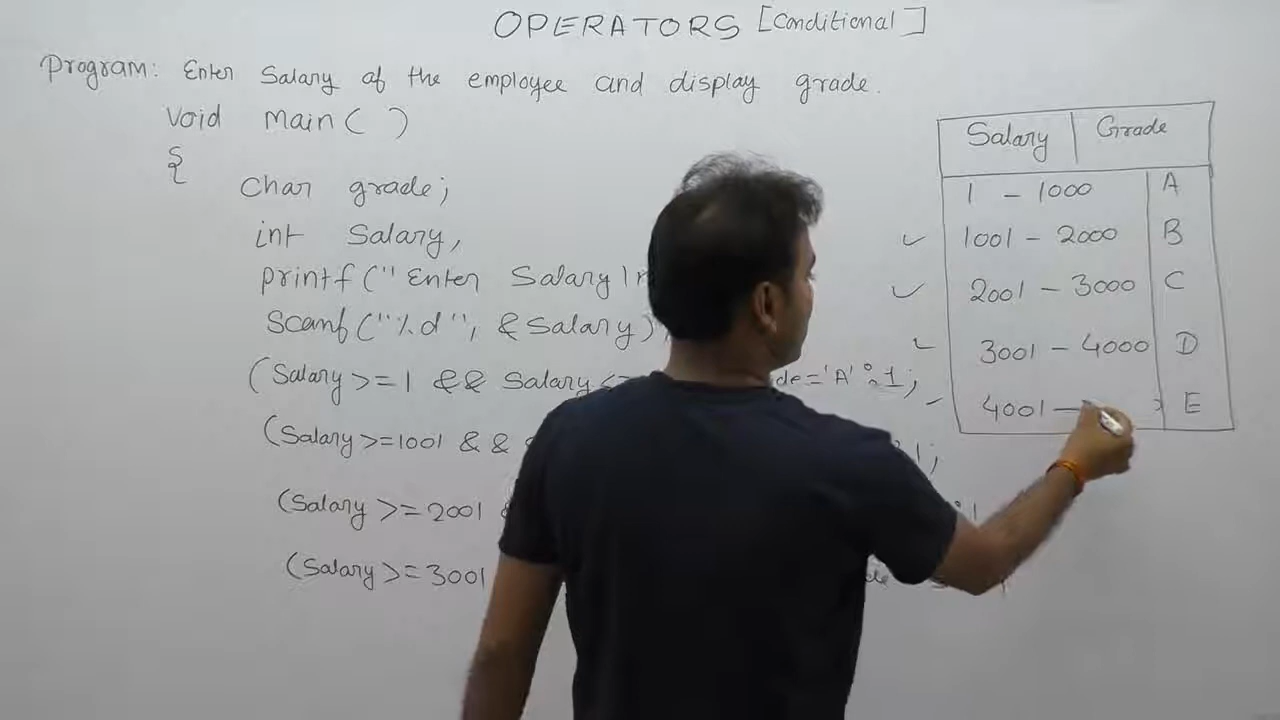 OPERATORS [Conditional]
Program: Enter Salary of the employee and display grade.
void main( )
{
char grade;
int Salary,
printf("Enter Salary
Scanf("%d", &Salary)
(Salary >=1 && Salary 'A' : 1;
(Salary >=1001 && 1;
(Salary >=2001
(Salary >=3001
Salary | Grade
1 - 1000 A
1001 - 2000 B
2001 - 3000 C
3001 - 4000 D
4001 - E